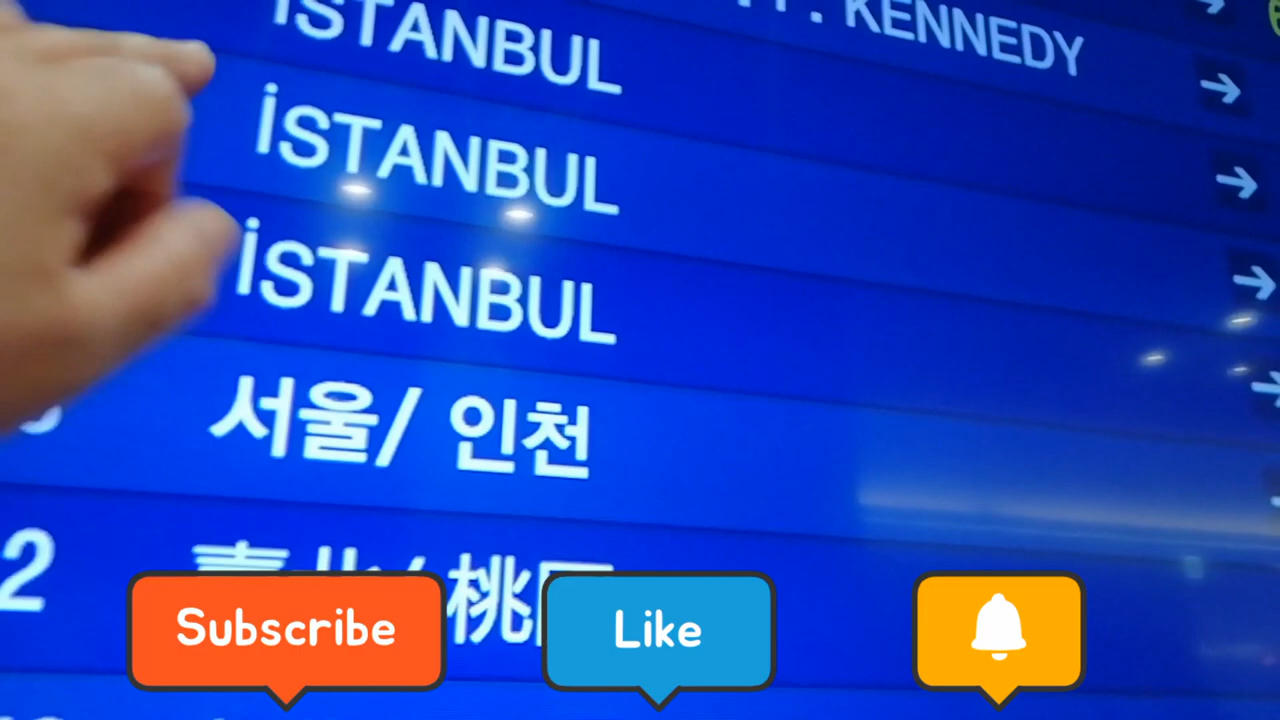 İSTANBUL
KENNEDY
İSTANBUL
İSTANBUL
서울/ 인천
2
Subscribe
Like